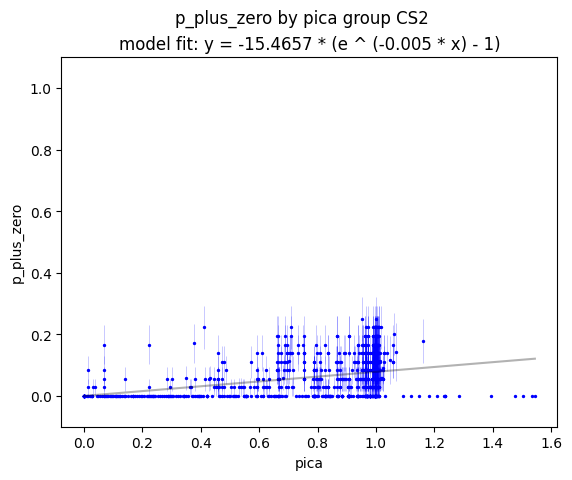 p_plus_zero by pica group CS2
model fit: y = -15.4657 * (e ^ (-0.005 * x) - 1)
p_plus_zero
1.0
0.8
0.6
0.4
0.2
0.0
0.0 0.2 0.4 0.6 0.8 1.0 1.2 1.4 1.6
pica